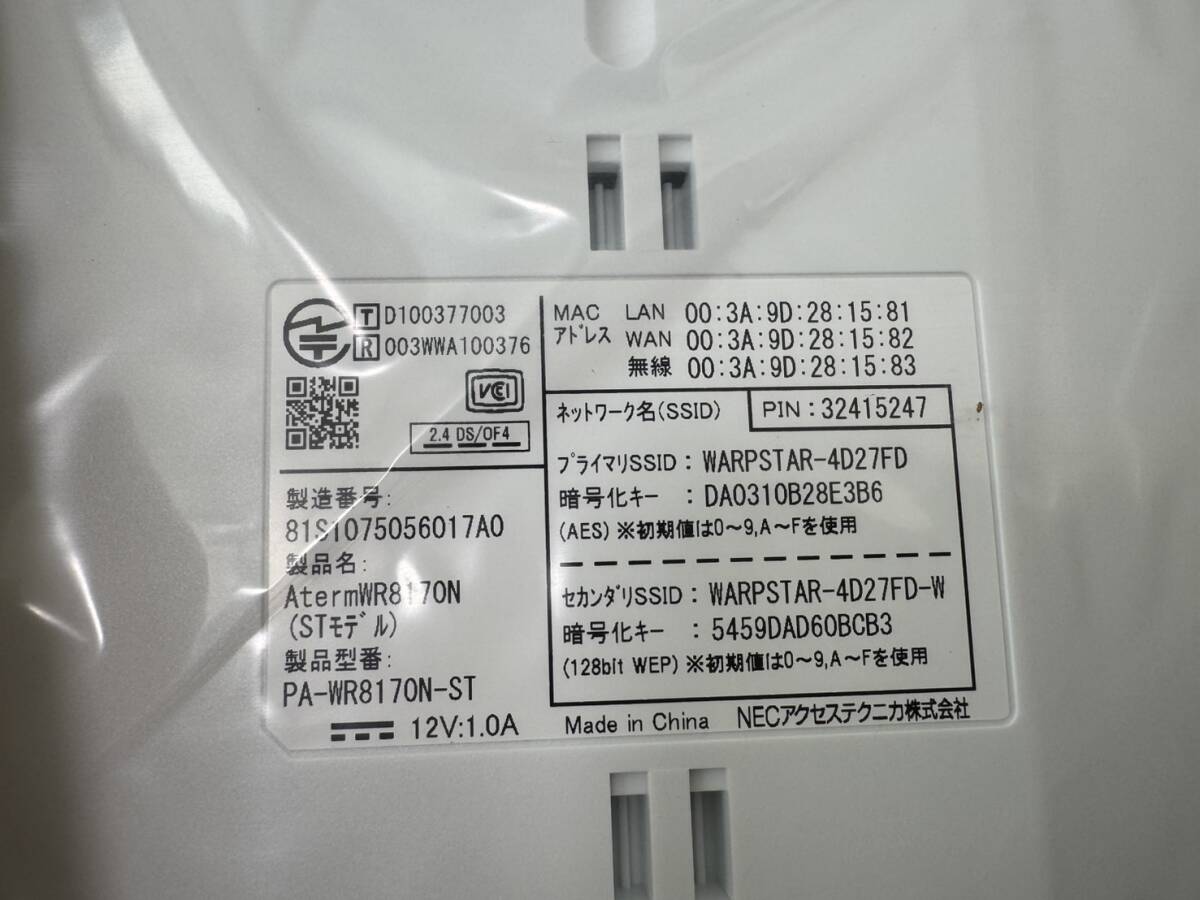 T D100377003
R 003WWA100376
VCCI
2.4 DS/OF4
製造番号:
81S1075056017A0
製品名:
AtermWR8170N
(STモデル)
製品型番:
PA-WR8170N-ST
12V:1.0A
MAC アドレス LAN 00:3A:9D:28:15:81
WAN 00:3A:9D:28:15:82
無線 00:3A:9D:28:15:83
ネットワーク名(SSID) PIN:32415247
プライマリSSID: WARPSTAR-4D27FD
暗号化キー : DA0310B28E3B6
(AES) ※初期値は0~9,A~Fを使用
セカンダリSSID: WARPSTAR-4D27FD-W
暗号化キー : 5459DAD60BCB3
(128bit WEP) ※初期値は0~9,A~Fを使用
Made in China NECアクセステクニカ株式会社